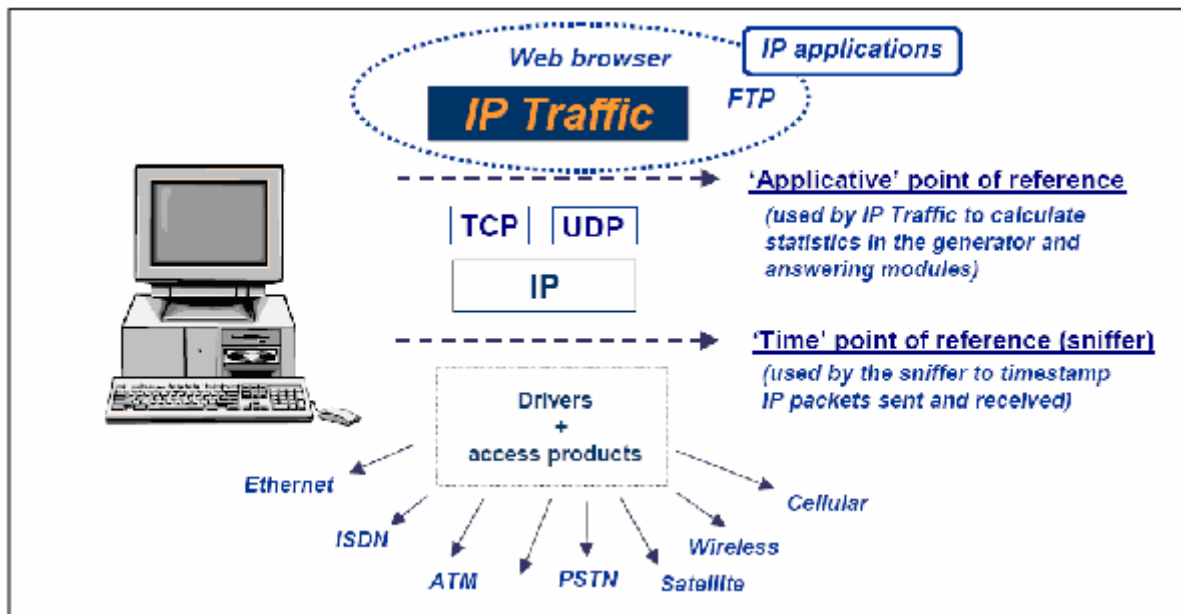 Web browser
IP applications
IP Traffic
FTP
'Applicative' point of reference
(used by IP Traffic to calculate
statistics in the generator and
answering modules)
TCP
UDP
IP
'Time' point of reference (sniffer)
(used by the sniffer to timestamp
IP packets sent and received)
Drivers
+
access products
Ethernet
Cellular
ISDN
Wireless
ATM
PSTN
Satellite